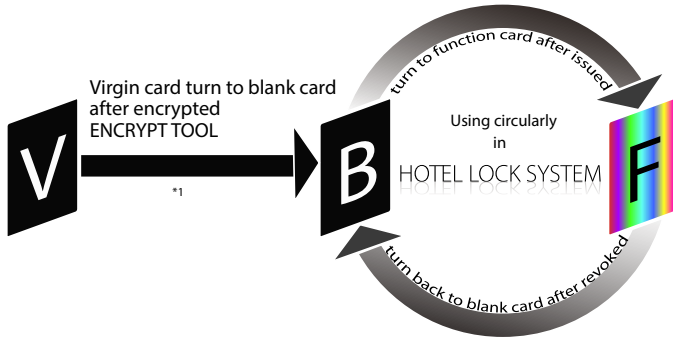 Virgin card turn to blank card
after encrypted
ENCRYPT TOOL
*1
V
B
turn to function card after issued
Using circularly
in
HOTEL LOCK SYSTEM
F
turn back to blank card after revoked